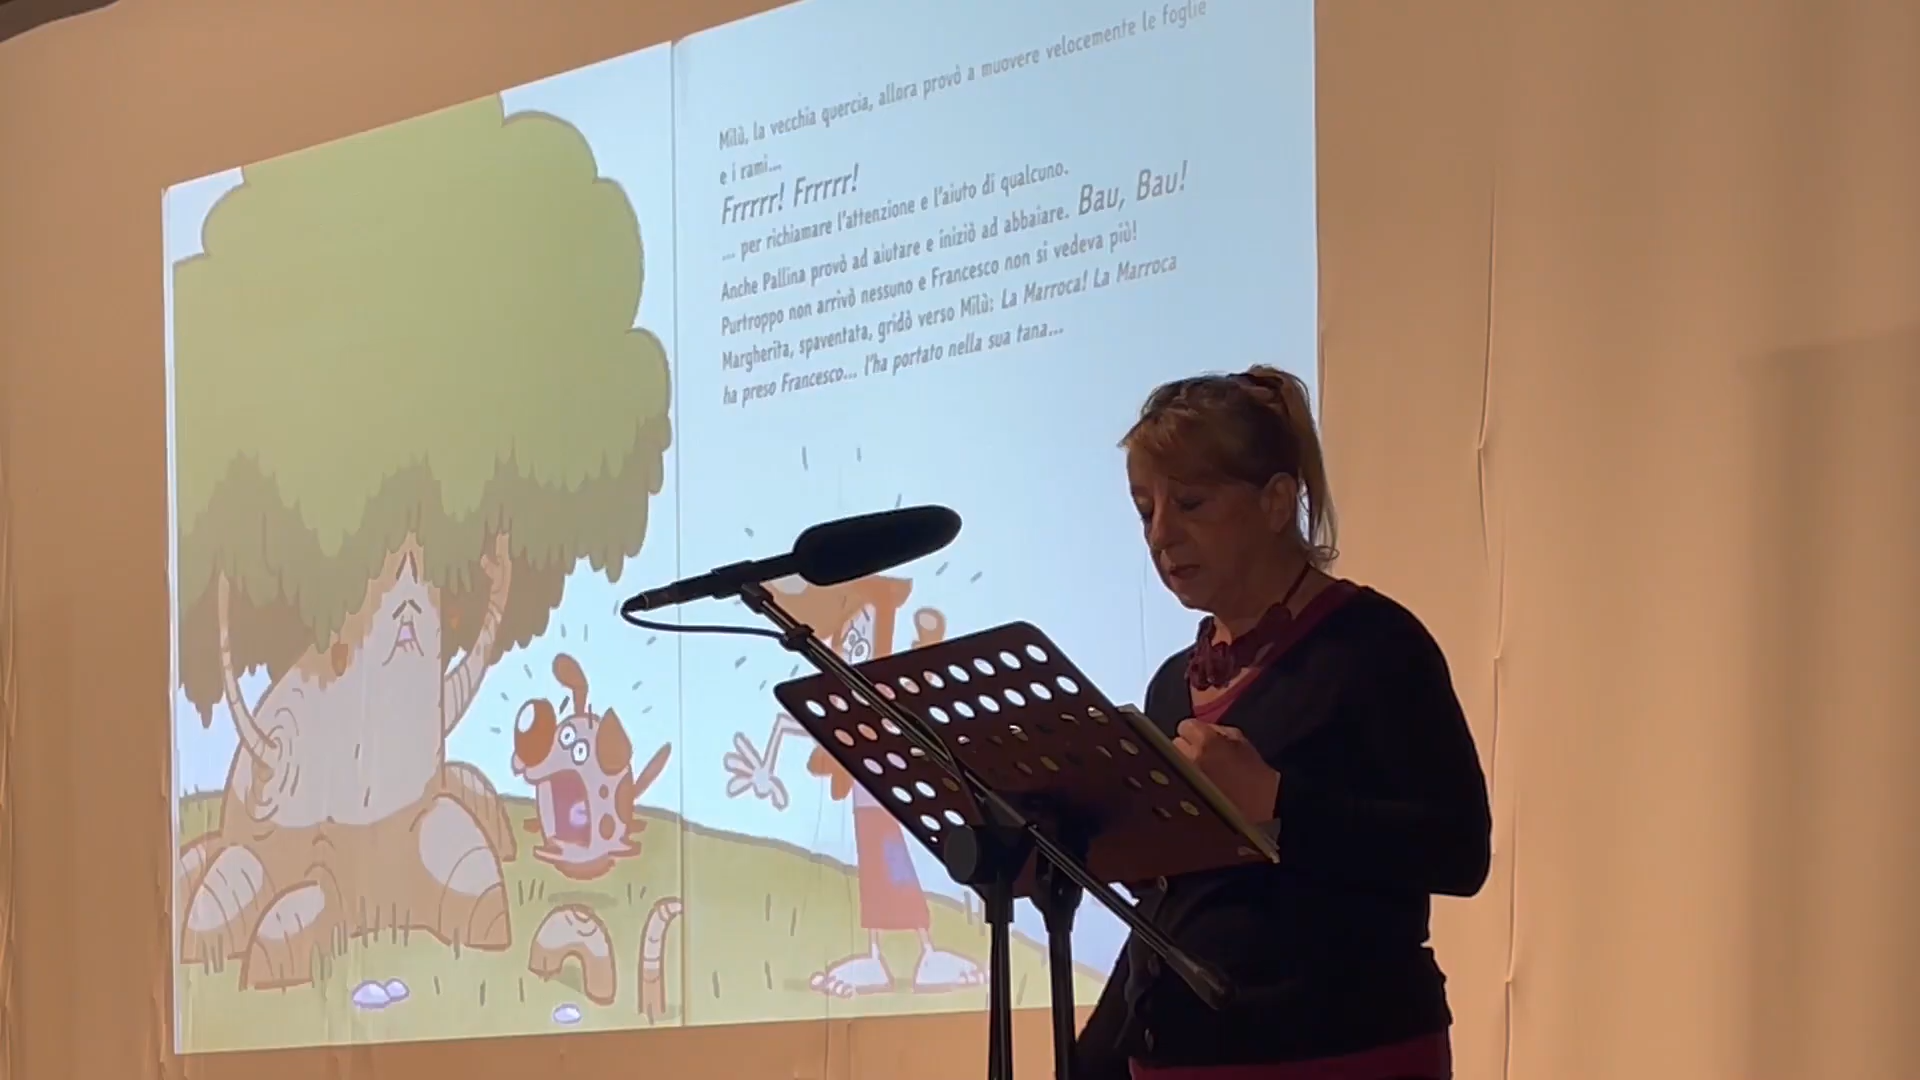 Milù, la vecchia quercia, allora provò a muovere velocemente le foglie
e i rami...
Frrrrr! Frrrrr!
... per richiamare l'attenzione e l'aiuto di qualcuno.
Anche Pallina provò ad aiutare e iniziò ad abbaiare. Bau, Bau!
Purtroppo non arrivò nessuno e Francesco non si vedeva più!
Margherita, spaventata, gridò verso Milù: La Marroca! La Marroca
ha preso Francesco... l'ha portato nella sua tana...